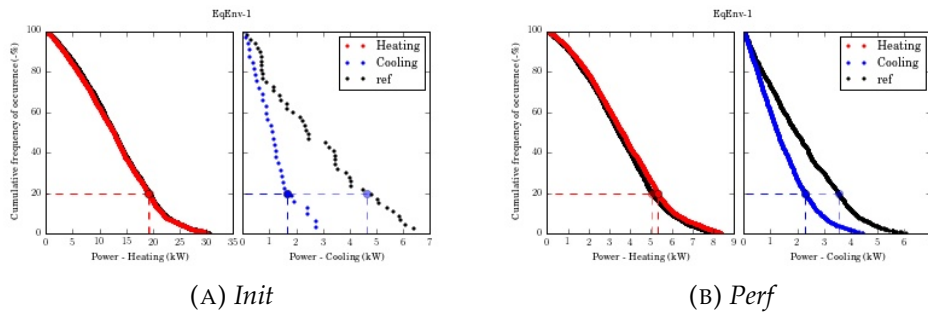 EqEnv-1
EqEnv-1
Cumulative frequency of occurence (-%)
100
80
60
40
20
0
0 5 10 15 20 25 30 35
Power - Heating (kW)
Heating
Cooling
ref
0 1 2 3 4 5 6 7
Power - Cooling (kW)
Cumulative frequency of occurence (-%)
100
80
60
40
20
0
0 1 2 3 4 5 6 7 8 9
Power - Heating (kW)
Heating
Cooling
ref
0 1 2 3 4 5 6
Power - Cooling (kW)
(A) Init
(B) Perf